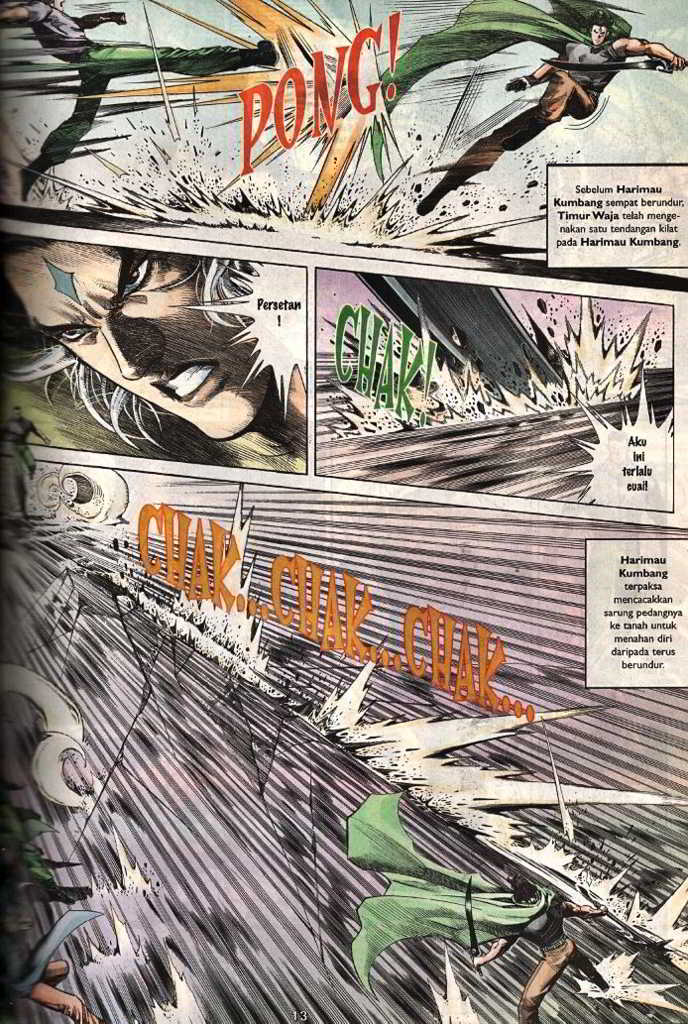 PONG!
Sebelum Harimau
Kumbang sempat berundur,
Timur Waja telah menge-
nakan satu tendangan kilat
pada Harimau Kumbang.
Persetan
!
CHAK!
Aku
ini
terlalu
cuai!
CHAK...CHAK...CHAK...
Harimau
Kumbang
terpaksa
mencacakkan
sarung pedangnya
ke tanah untuk
menahan diri
daripada terus
berundur.
13